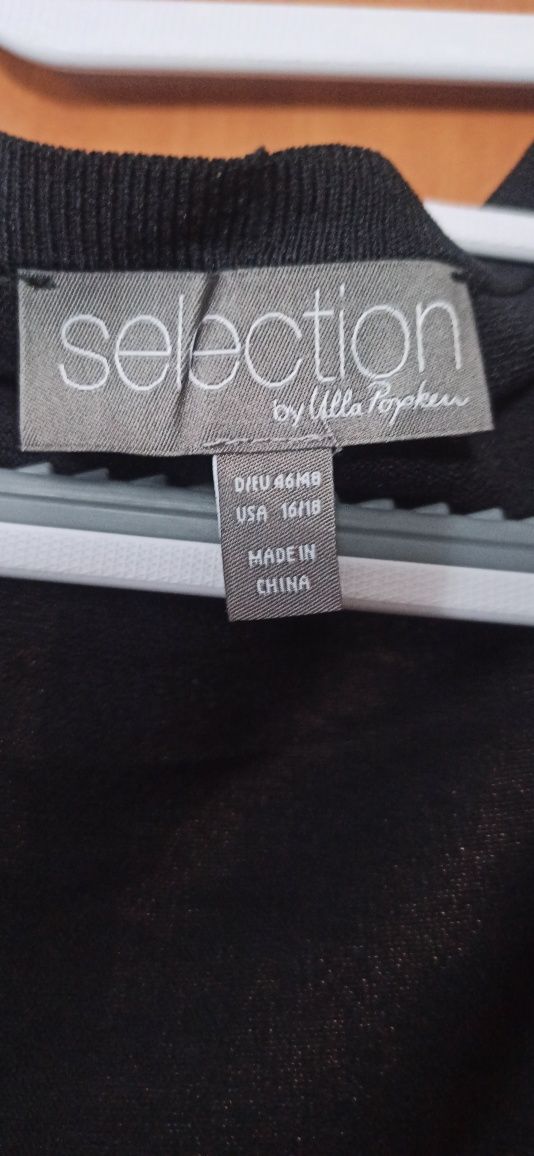 selection
by Ulla Popken
D/EU 46/48
USA 16/18
MADE IN
CHINA